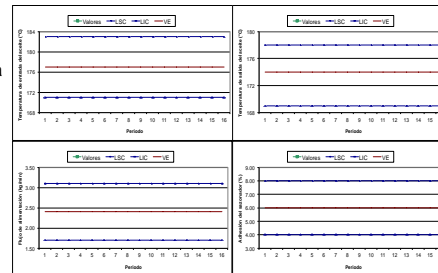 Valores LSC LIC VE
Temperatura de entrada del aceite (°C)
184
180
176
172
168
1 2 3 4 5 6 7 8 9 10 11 12 13 14 15 16
Periodo
Valores LSC LIC VE
Temperatura de salida del aceite (°C)
180
176
172
168
1 2 3 4 5 6 7 8 9 10 11 12 13 14 15
Periodo
Valores LSC LIC VE
Flujo de alimentación (kg/min)
3.50
3.00
2.50
2.00
1.50
1 2 3 4 5 6 7 8 9 10 11 12 13 14 15 16
Periodo
Valores LSC LIC VE
Adhesión del sazonador (%)
9.00
8.00
7.00
6.00
5.00
4.00
3.00
1 2 3 4 5 6 7 8 9 10 11 12 13 14 15
Periodo